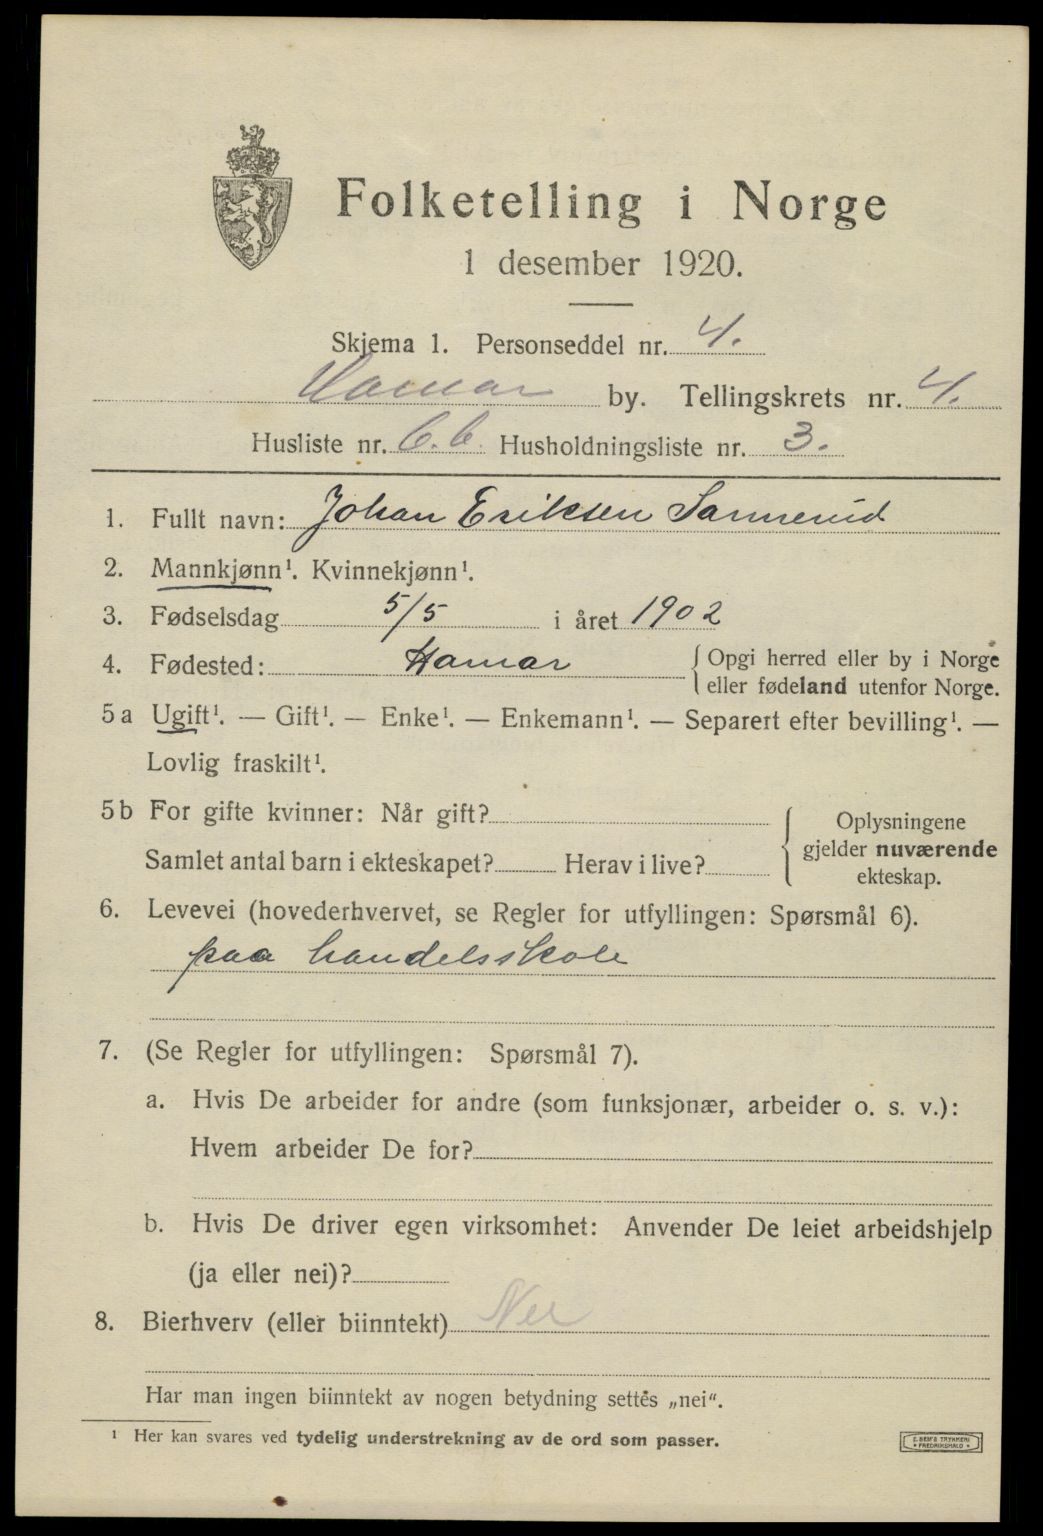 Folketelling i Norge
1 desember 1920.
Skjema 1. Personseddel nr. 4.
Hamar by. Tellingskrets nr. 4.
Husliste nr. 66. Husholdningsliste nr. 3.
1. Fullt navn: Johan Eriksen Sannerud
2. Mannkjønn¹. Kvinnekjønn¹.
3. Fødselsdag 5/5 i året 1902
4. Fødested: Hamar {Opgi herred eller by i Norge
eller fødeland utenfor Norge.
5a Ugift¹. — Gift¹. — Enke¹. — Enkemann¹. — Separert efter bevilling¹. —
Lovlig fraskilt¹.
5b For gifte kvinner: Når gift?
Samlet antal barn i ekteskapet? Herav i live?
{Oplysningene
gjelder nuværende
ekteskap.
6. Levevei (hovederhvervet, se Regler for utfyllingen: Spørsmål 6).
paa handelsskole
7. (Se Regler for utfyllingen: Spørsmål 7).
a. Hvis De arbeider for andre (som funksjonær, arbeider o. s. v.):
Hvem arbeider De for?
b. Hvis De driver egen virksomhet: Anvender De leiet arbeidshjelp
(ja eller nei)?
8. Bierhverv (eller biinntekt) Nei
Har man ingen biinntekt av nogen betydning settes „nei“.
¹ Her kan svares ved tydelig understrekning av de ord som passer.
E. SEM'S TRYKKERI
• FREDRIKSHALD •